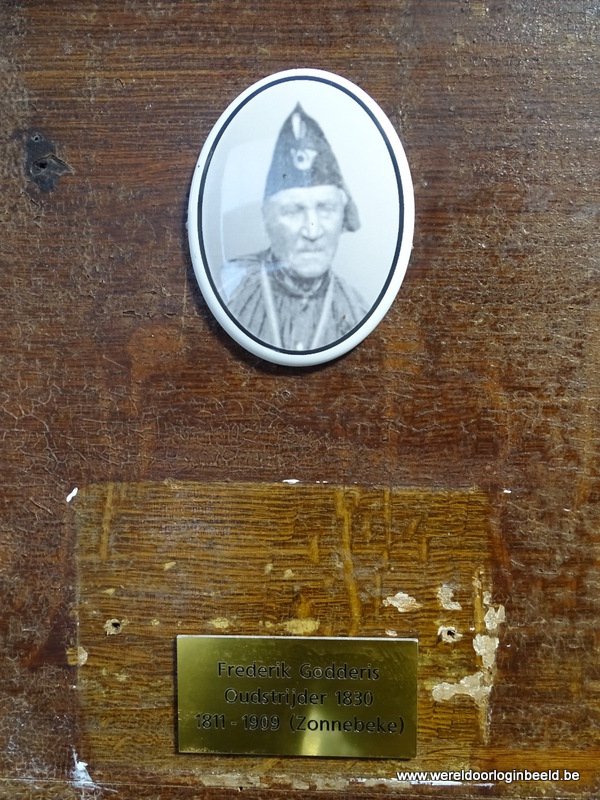 Frederik Godderis
Oudstrijder 1830
1811 - 1909 (Zonnebeke)
www.wereldoorloginbeeld.be